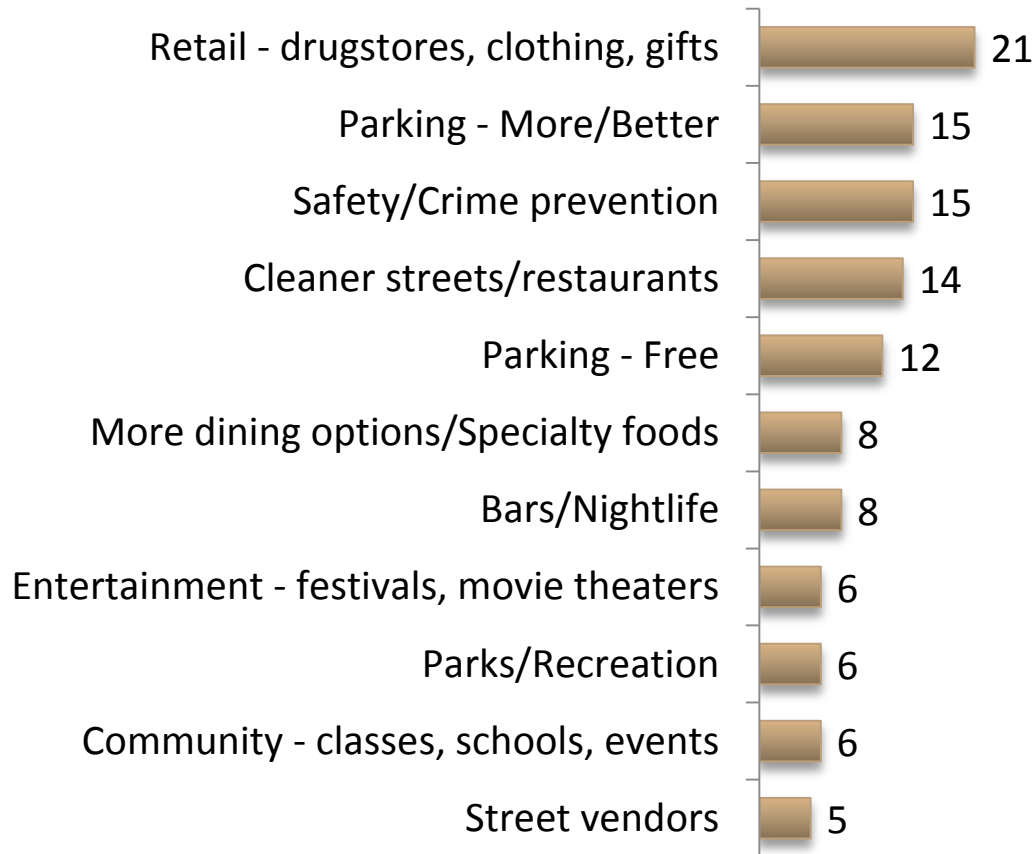 Retail - drugstores, clothing, gifts 21
Parking - More/Better 15
Safety/Crime prevention 15
Cleaner streets/restaurants 14
Parking - Free 12
More dining options/Specialty foods 8
Bars/Nightlife 8
Entertainment - festivals, movie theaters 6
Parks/Recreation 6
Community - classes, schools, events 6
Street vendors 5